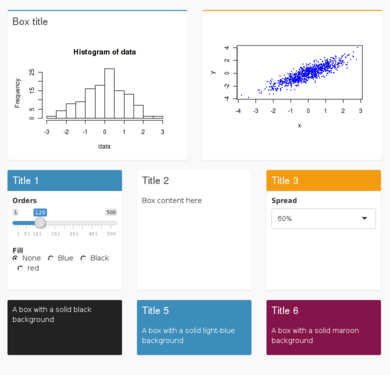 Box title
Histogram of data
Frequency
0 5 15 25
-3 -2 -1 0 1 2 3
data
y
-4 -2 0 2 4
-4 -3 -2 -1 0 1 2 3
x
Title 1
Orders
1 120 500
1 51 101 201 301 401 500
Fill
None Blue Black
red
Title 2
Box content here
Title 3
Spread
60%
A box with a solid black
background
Title 5
A box with a solid light-blue
background
Title 6
A box with a solid maroon
background